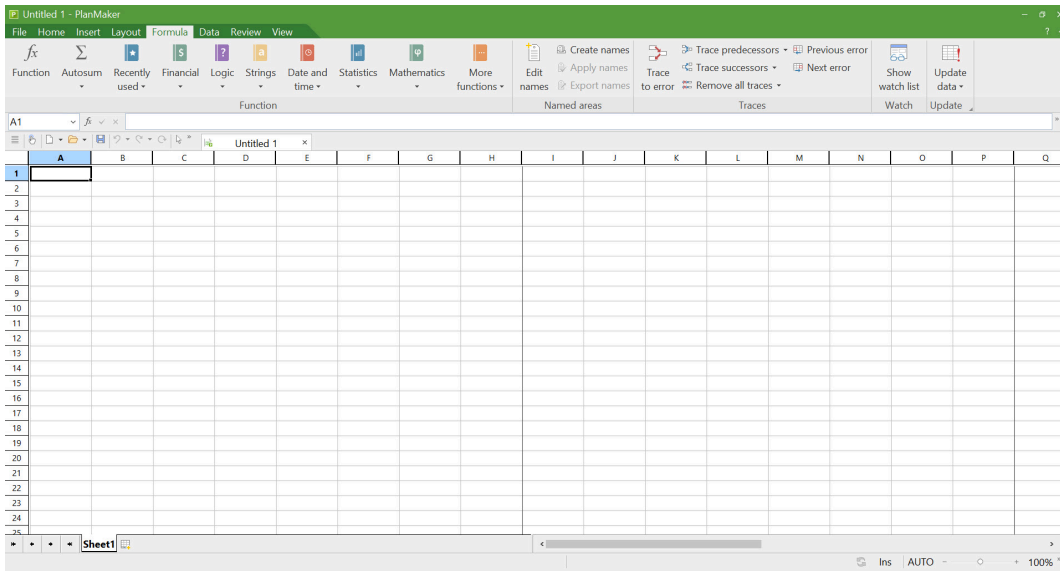 Untitled 1 - PlanMaker
File Home Insert Layout Formula Data Review View
Function Autosum Recently used Financial Logic Strings Date and time Statistics Mathematics More functions
Edit names Create names Apply names Export names
Trace to error Trace predecessors Trace successors Remove all traces Previous error Next error
Show watch list Update data
Function Named areas Traces Watch Update
A1 fx
Untitled 1 ×
A B C D E F G H I J K L M N O P Q
1
2
3
4
5
6
7
8
9
10
11
12
13
14
15
16
17
18
19
20
21
22
23
24
25
Sheet1
Ins AUTO - + 100%